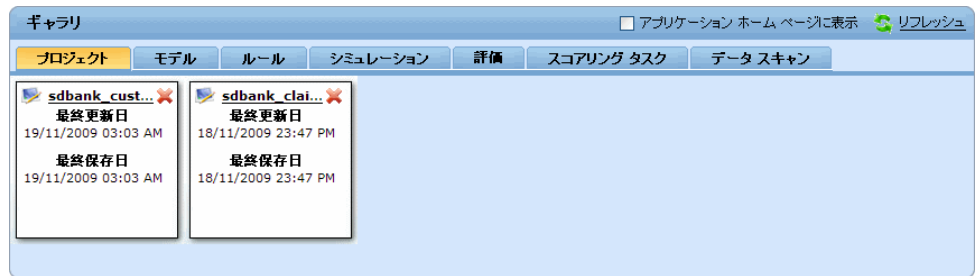 ギャラリ
アプリケーション ホーム ページに表示 リフレッシュ
プロジェクト モデル ルール シミュレーション 評価 スコアリング タスク データ スキャン
sdbank_cust...
最終更新日
19/11/2009 03:03 AM
最終保存日
19/11/2009 03:03 AM
sdbank_clai...
最終更新日
18/11/2009 23:47 PM
最終保存日
18/11/2009 23:47 PM